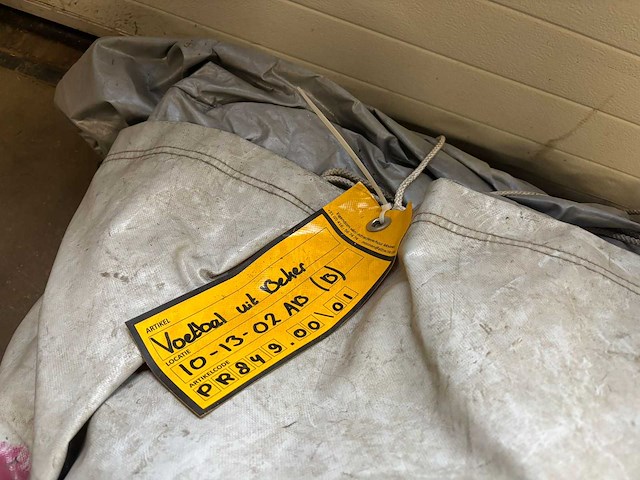 ARTIKEL
Voetbal uit Beker
LOCATIE
10-13-02 AD (D)
ARTIKELCODE
PR849.00\01